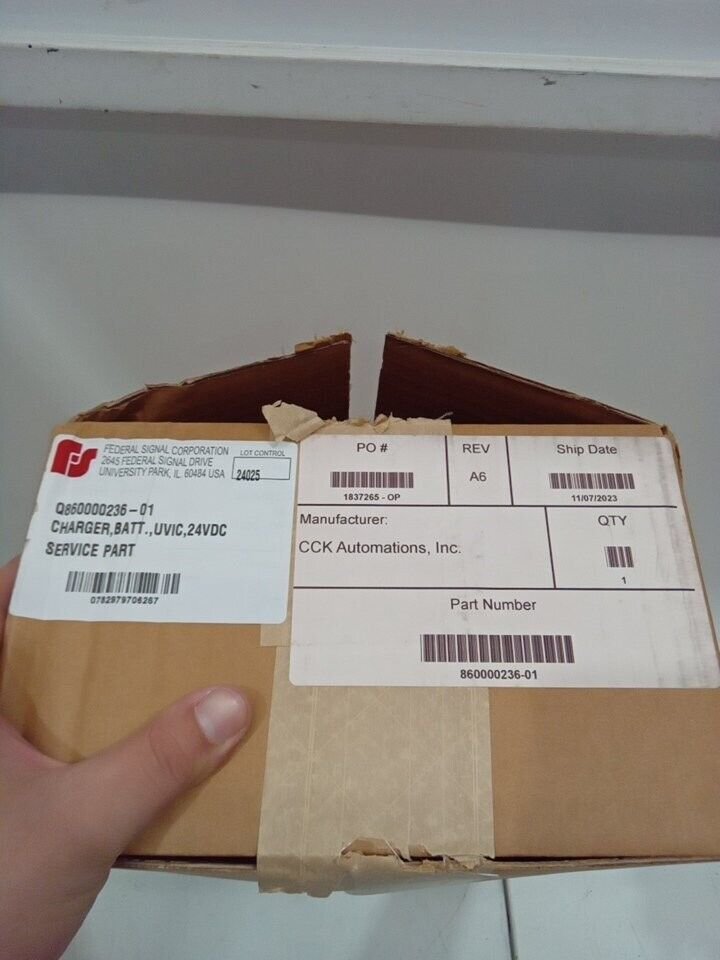 FEDERAL SIGNAL CORPORATION
2645 FEDERAL SIGNAL DRIVE
UNIVERSITY PARK, IL 60484 USA
LOT CONTROL
24025
Q860000236-01
CHARGER,BATT.,UVIC,24VDC
SERVICE PART
0782979706267
PO #
1837265 - OP
REV
A6
Ship Date
11/07/2023
Manufacturer:
CCK Automations, Inc.
QTY
1
Part Number
860000236-01